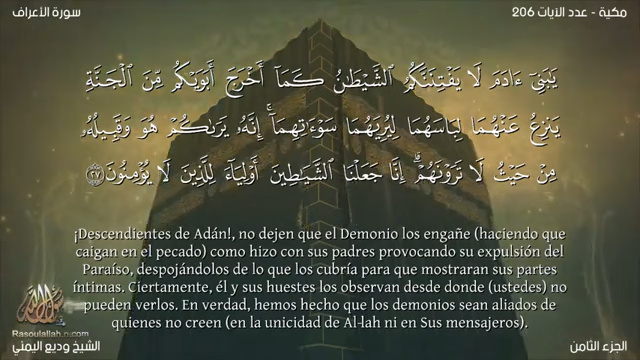 سورة الأعراف
مكية - عدد الآيات 206
يَـٰبَنِىٓ ءَادَمَ لَا يَفْتِنَنَّكُمُ ٱلشَّيْطَـٰنُ كَمَآ أَخْرَجَ أَبَوَيْكُم مِّنَ ٱلْجَنَّةِ
يَنزِعُ عَنْهُمَا لِبَاسَهُمَا لِيُرِيَهُمَا سَوْءَٰتِهِمَآ ۗ إِنَّهُۥ يَرَىٰكُمْ هُوَ وَقَبِيلُهُۥ
مِنْ حَيْثُ لَا تَرَوْنَهُمْ ۗ إِنَّا جَعَلْنَا ٱلشَّيَـٰطِينَ أَوْلِيَآءَ لِلَّذِينَ لَا يُؤْمِنُونَ ٢٧
¡Descendientes de Adán!, no dejen que el Demonio los engañe (haciendo que
caigan en el pecado) como hizo con sus padres provocando su expulsión del
Paraíso, despojándolos de lo que los cubría para que mostraran sus partes
íntimas. Ciertamente, él y sus huestes los observan desde donde (ustedes) no
pueden verlos. En verdad, hemos hecho que los demonios sean aliados de
quienes no creen (en la unicidad de Al-lah ni en Sus mensajeros).
الشيخ وديع اليمني
الجزء الثامن